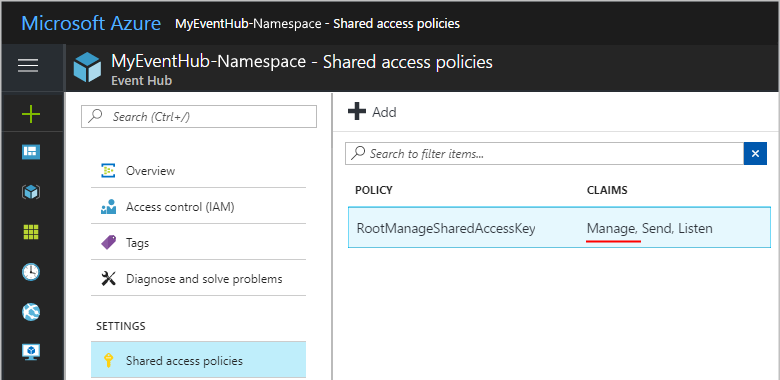 Microsoft Azure MyEventHub-Namespace - Shared access policies
MyEventHub-Namespace - Shared access policies
Event Hub
Search (Ctrl+/)
Overview
Access control (IAM)
Tags
Diagnose and solve problems
SETTINGS
Shared access policies
Add
Search to filter items...
POLICY CLAIMS
RootManageSharedAccessKey Manage, Send, Listen